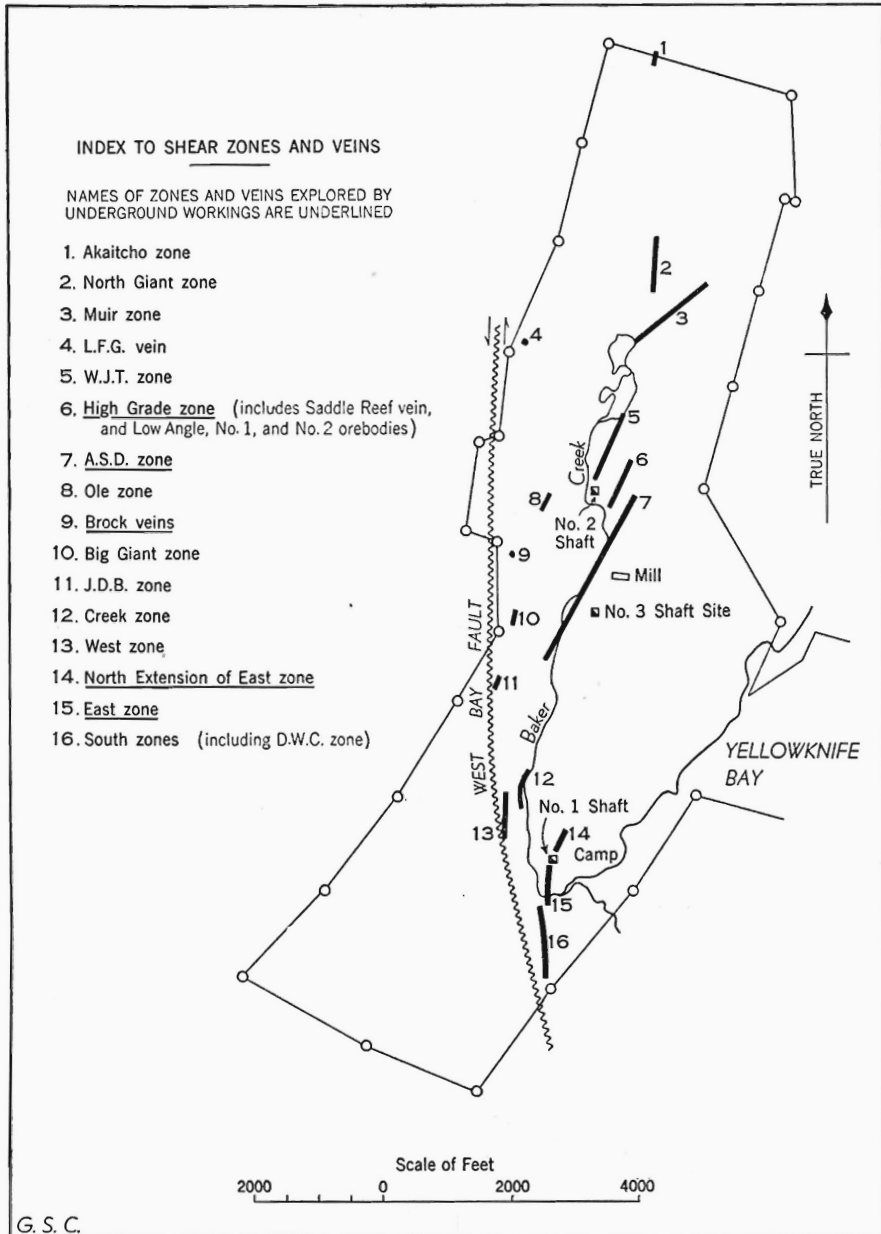 INDEX TO SHEAR ZONES AND VEINS
NAMES OF ZONES AND VEINS EXPLORED BY
UNDERGROUND WORKINGS ARE UNDERLINED
1. Akaitcho zone
2. North Giant zone
3. Muir zone
4. L.F.G. vein
5. W.J.T. zone
6. High Grade zone (includes Saddle Reef vein,
and Low Angle, No. 1, and No. 2 orebodies)
7. A.S.D. zone
8. Ole zone
9. Brock veins
10. Big Giant zone
11. J.D.B. zone
12. Creek zone
13. West zone
14. North Extension of East zone
15. East zone
16. South zones (including D.W.C. zone)
1
2
3
4
5
6
7
8
Creek
No. 2
Shaft
9
Mill
10
No. 3 Shaft Site
11
Baker
WEST BAY FAULT
12
No. 1 Shaft
13
14
Camp
15
16
YELLOWKNIFE
BAY
TRUE NORTH
Scale of Feet
2000 0 2000 4000
G. S. C.